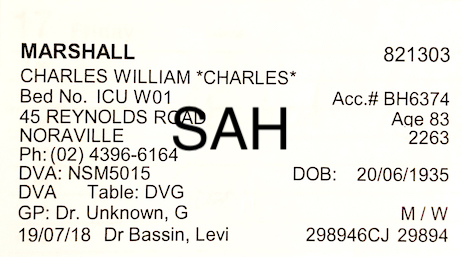 MARSHALL 821303
CHARLES WILLIAM *CHARLES*
Bed No. ICU W01 Acc.# BH6374
45 REYNOLDS ROAD Age 83
SAH
NORAVILLE 2263
Ph:(02) 4396-6164
DVA: NSM5015 DOB: 20/06/1935
DVA Table: DVG
GP: Dr. Unknown, G M / W
19/07/18 Dr Bassin, Levi 298946CJ 29894